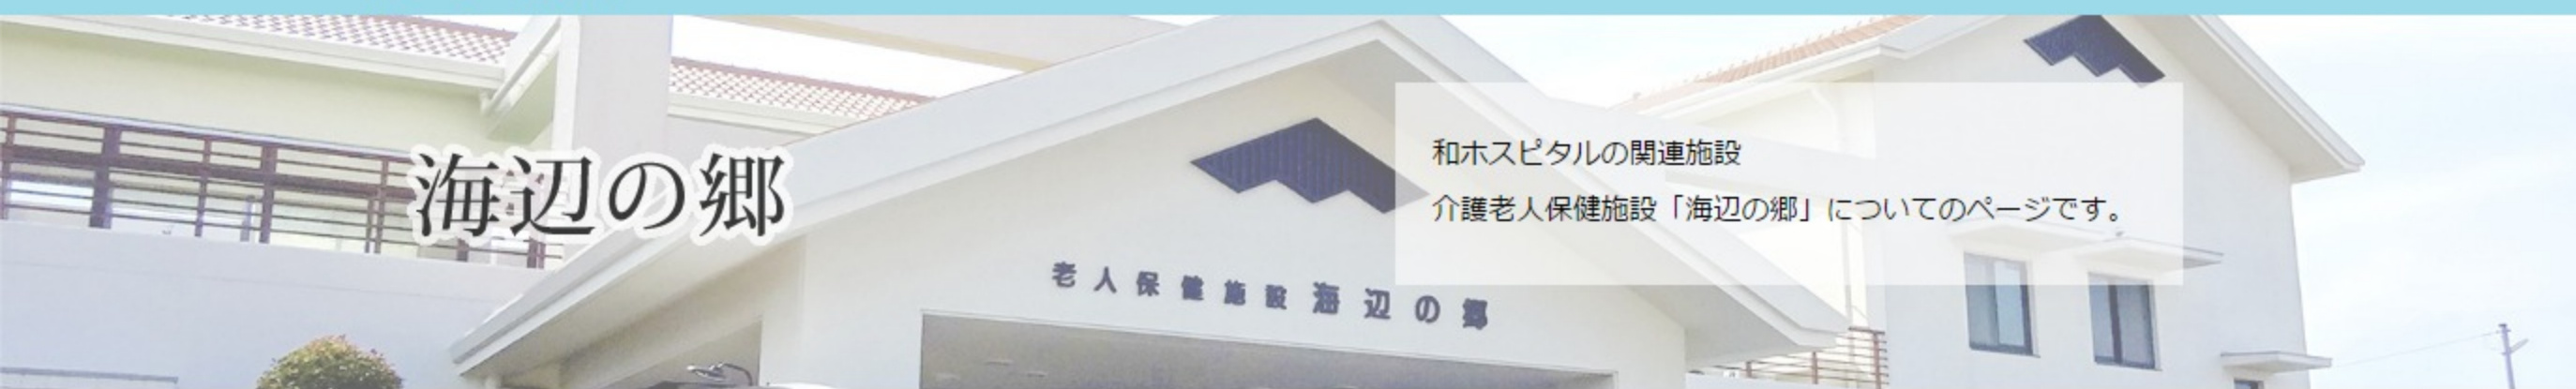 海辺の郷
和ホスピタルの関連施設
介護老人保健施設「海辺の郷」についてのページです。
老人保健施設海辺の郷